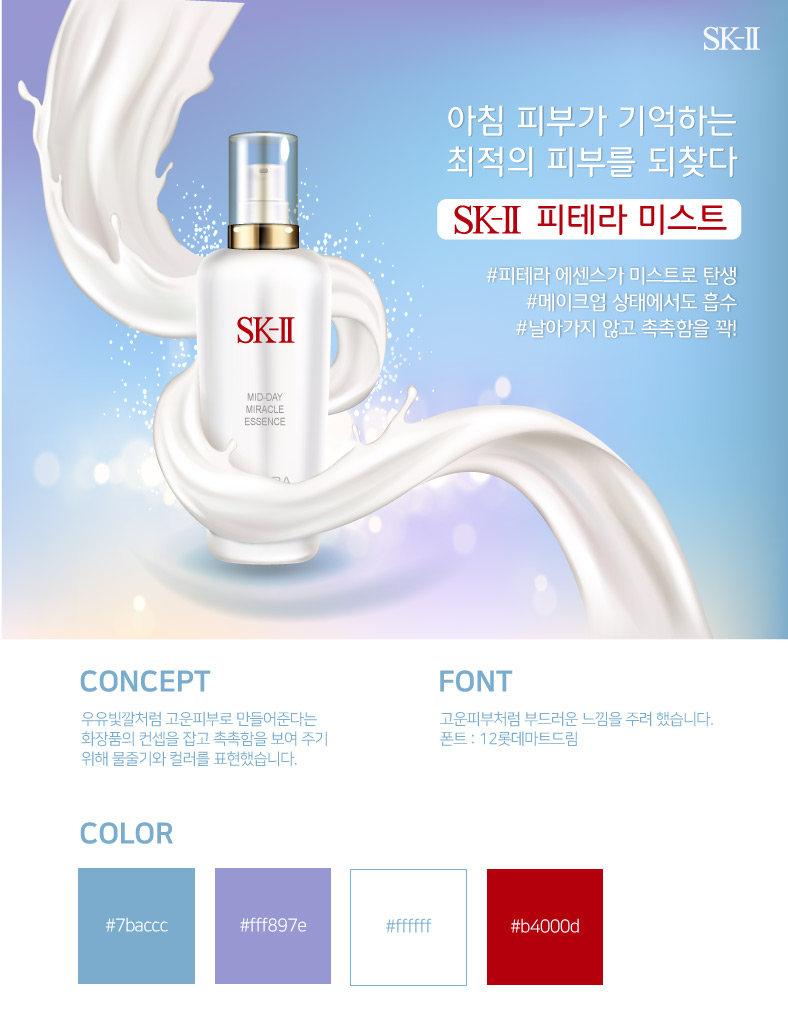 SK-II
아침 피부가 기억하는
최적의 피부를 되찾다
SK-II 피테라 미스트
#피테라 에센스가 미스트로 탄생
#메이크업 상태에서도 흡수
#날아가지 않고 촉촉함을 꽉!
SK-II
MID-DAY
MIRACLE
ESSENCE
CONCEPT
우유빛깔처럼 고운피부로 만들어준다는
화장품의 컨셉을 잡고 촉촉함을 보여 주기
위해 물줄기와 컬러를 표현했습니다.
FONT
고운피부처럼 부드러운 느낌을 주려 했습니다.
폰트 : 12롯데마트드림
COLOR
#7baccc
#fff897e
#ffffff
#b4000d